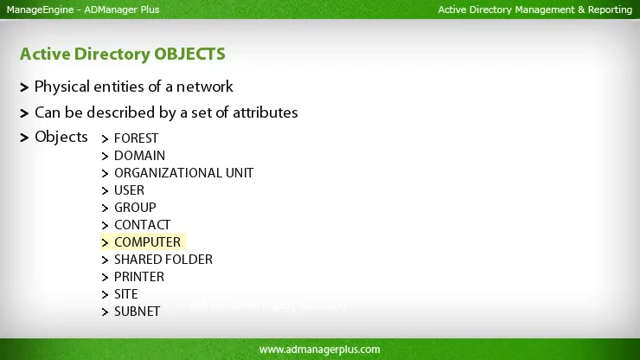 ManageEngine - ADManager Plus
Active Directory Management & Reporting
Active Directory OBJECTS
> Physical entities of a network
> Can be described by a set of attributes
> Objects
> FOREST
> DOMAIN
> ORGANIZATIONAL UNIT
> USER
> GROUP
> CONTACT
> COMPUTER
> SHARED FOLDER
> PRINTER
> SITE
> SUBNET
www.admanagerplus.com